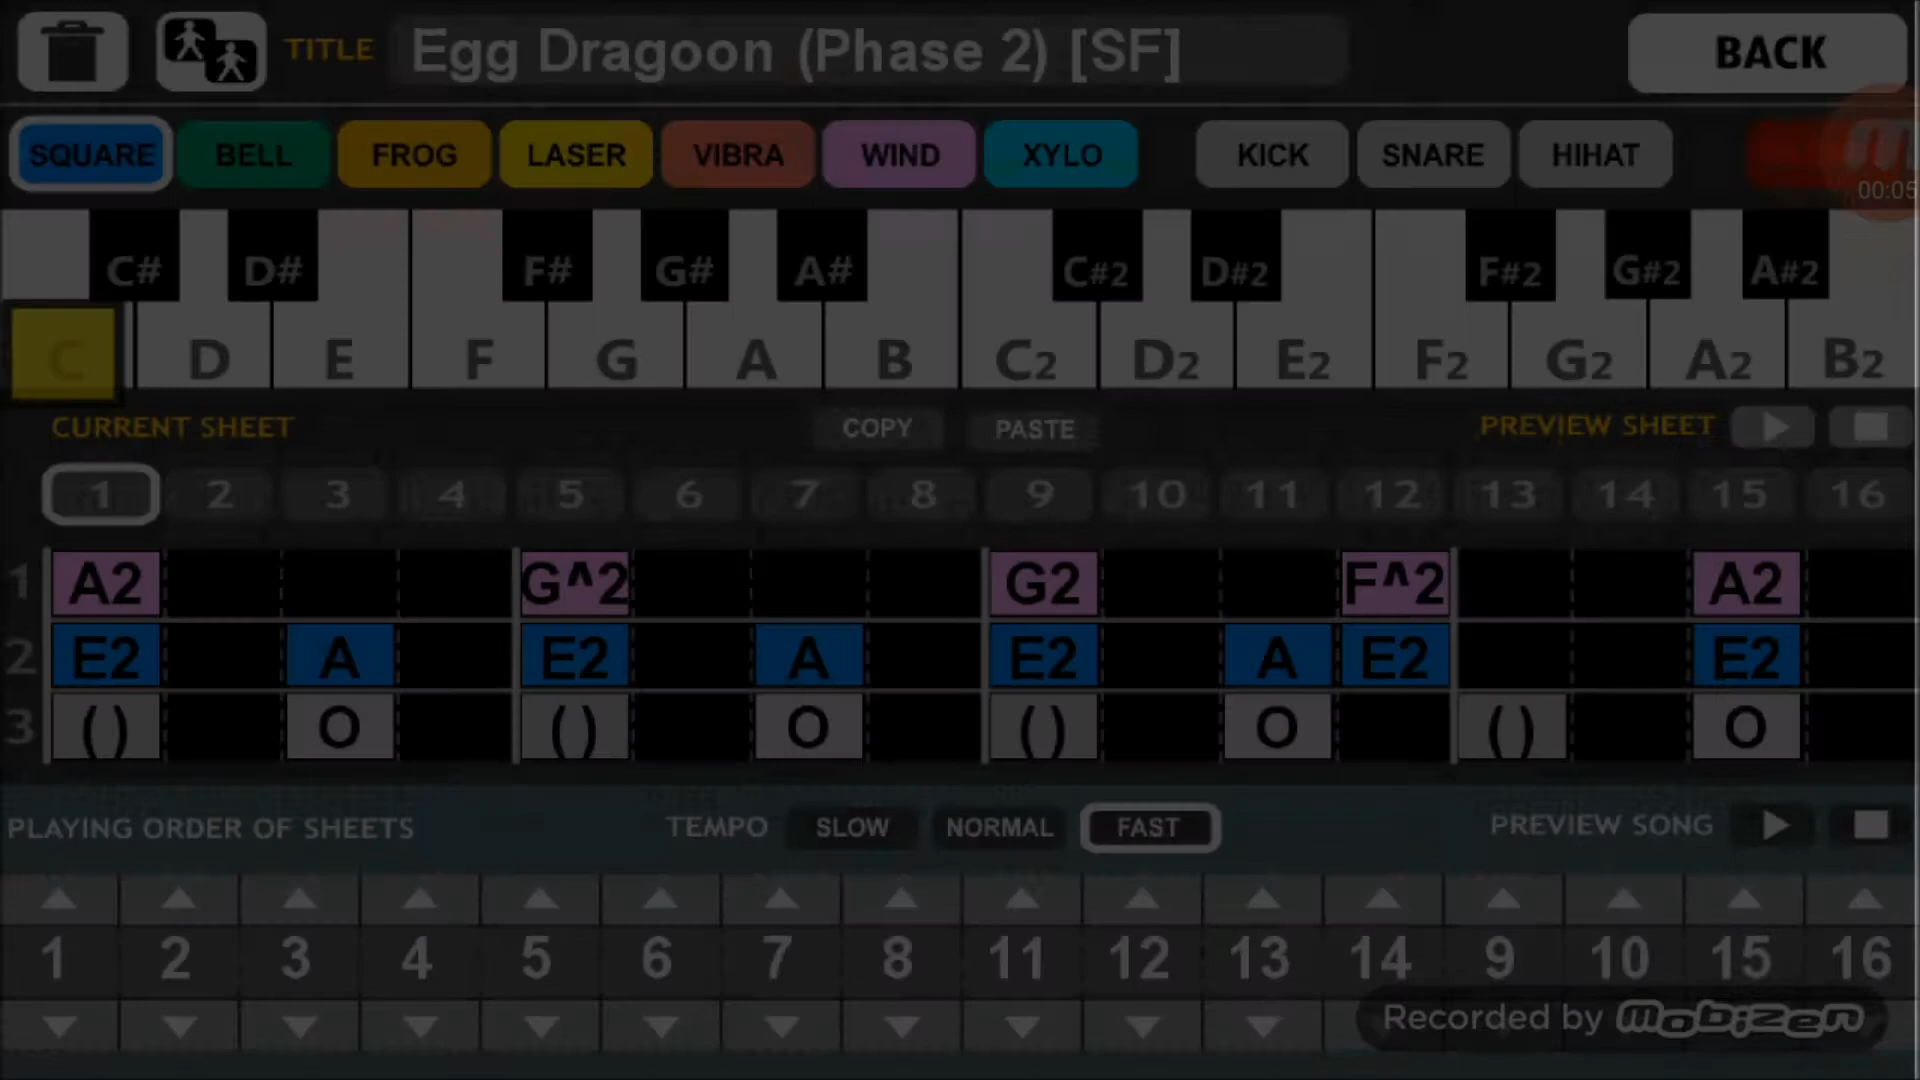 TITLE Egg Dragoon (Phase 2) [SF] BACK
SQUARE BELL FROG LASER VIBRA WIND XYLO KICK SNARE HIHAT
00:05
C# D# F# G# A# C#2 D#2 F#2 G#2 A#2
C D E F G A B C2 D2 E2 F2 G2 A2 B2
CURRENT SHEET COPY PASTE PREVIEW SHEET
1 2 3 4 5 6 7 8 9 10 11 12 13 14 15 16
1 A2 G^2 G2 F^2 A2
2 E2 A E2 A E2 A E2 E2
3 () O () O () O () O
PLAYING ORDER OF SHEETS TEMPO SLOW NORMAL FAST PREVIEW SONG
1 2 3 4 5 6 7 8 11 12 13 14 9 10 15 16
Recorded by Mobizen